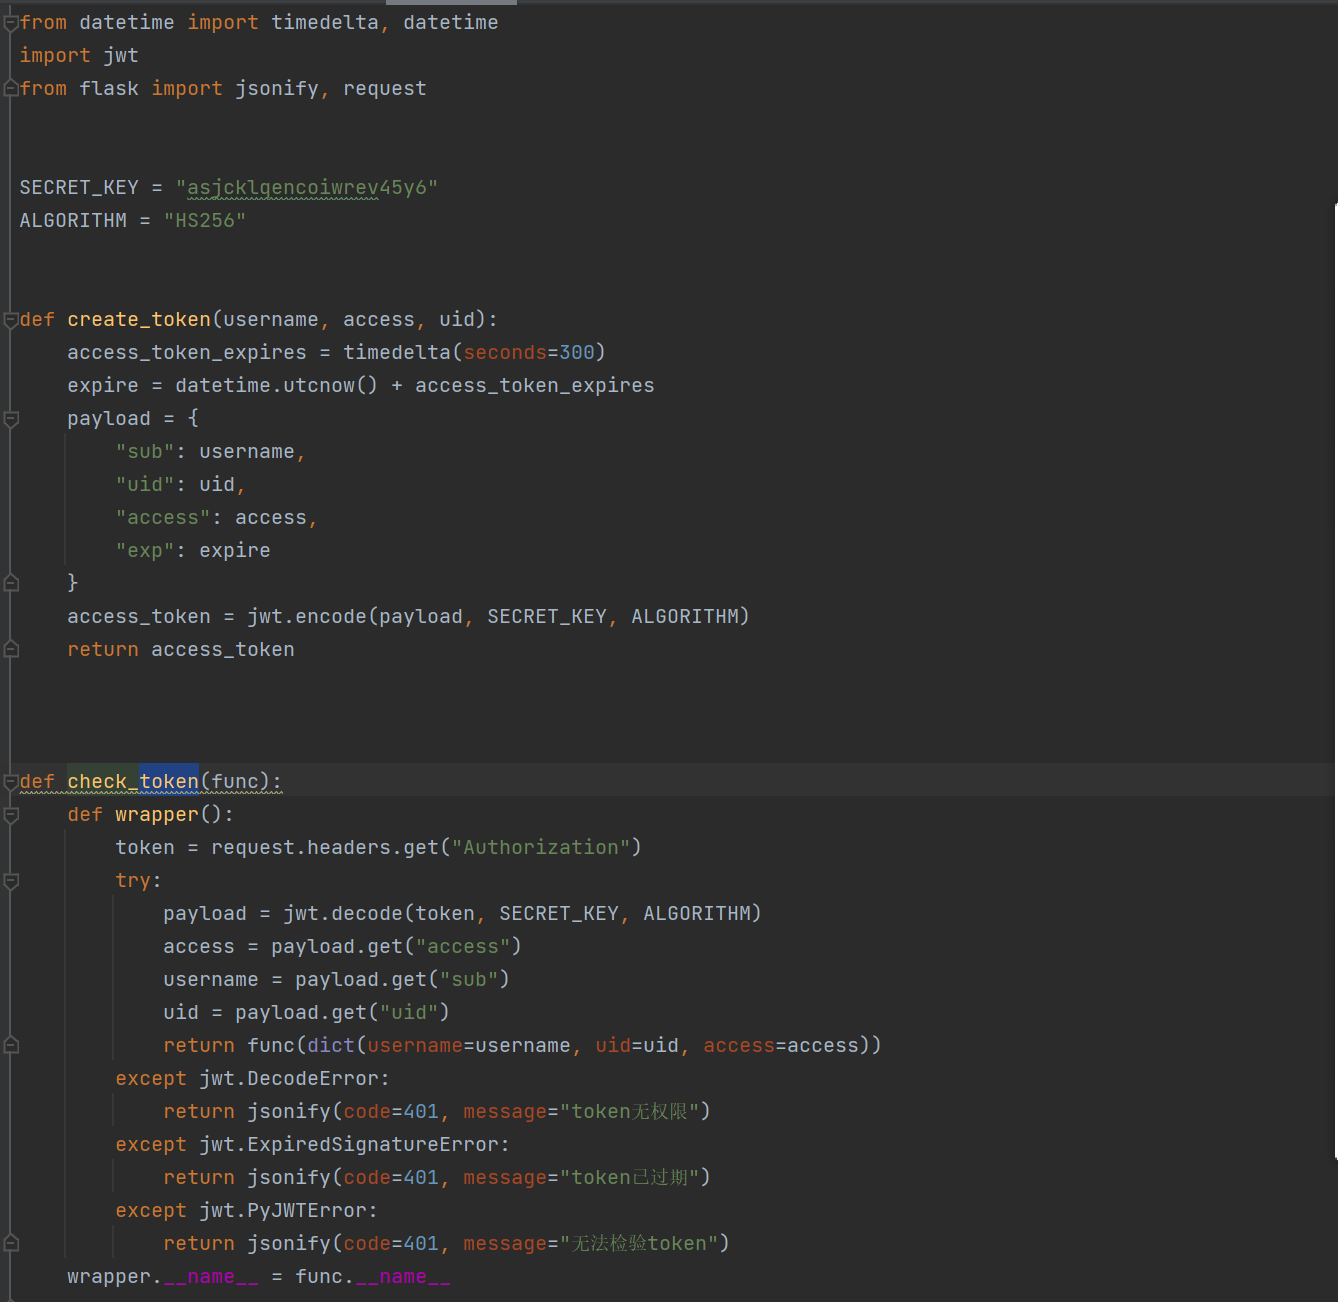 from datetime import timedelta, datetime
import jwt
from flask import jsonify, request
SECRET_KEY = "asjcklqencoiwrev45y6"
ALGORITHM = "HS256"
def create_token(username, access, uid):
    access_token_expires = timedelta(seconds=300)
    expire = datetime.utcnow() + access_token_expires
    payload = {
        "sub": username,
        "uid": uid,
        "access": access,
        "exp": expire
    }
    access_token = jwt.encode(payload, SECRET_KEY, ALGORITHM)
    return access_token
def check_token(func):
    def wrapper():
        token = request.headers.get("Authorization")
        try:
            payload = jwt.decode(token, SECRET_KEY, ALGORITHM)
            access = payload.get("access")
            username = payload.get("sub")
            uid = payload.get("uid")
            return func(dict(username=username, uid=uid, access=access))
        except jwt.DecodeError:
            return jsonify(code=401, message="token无权限")
        except jwt.ExpiredSignatureError:
            return jsonify(code=401, message="token已过期")
        except jwt.PyJWTError:
            return jsonify(code=401, message="无法检验token")
    wrapper.__name__ = func.__name__